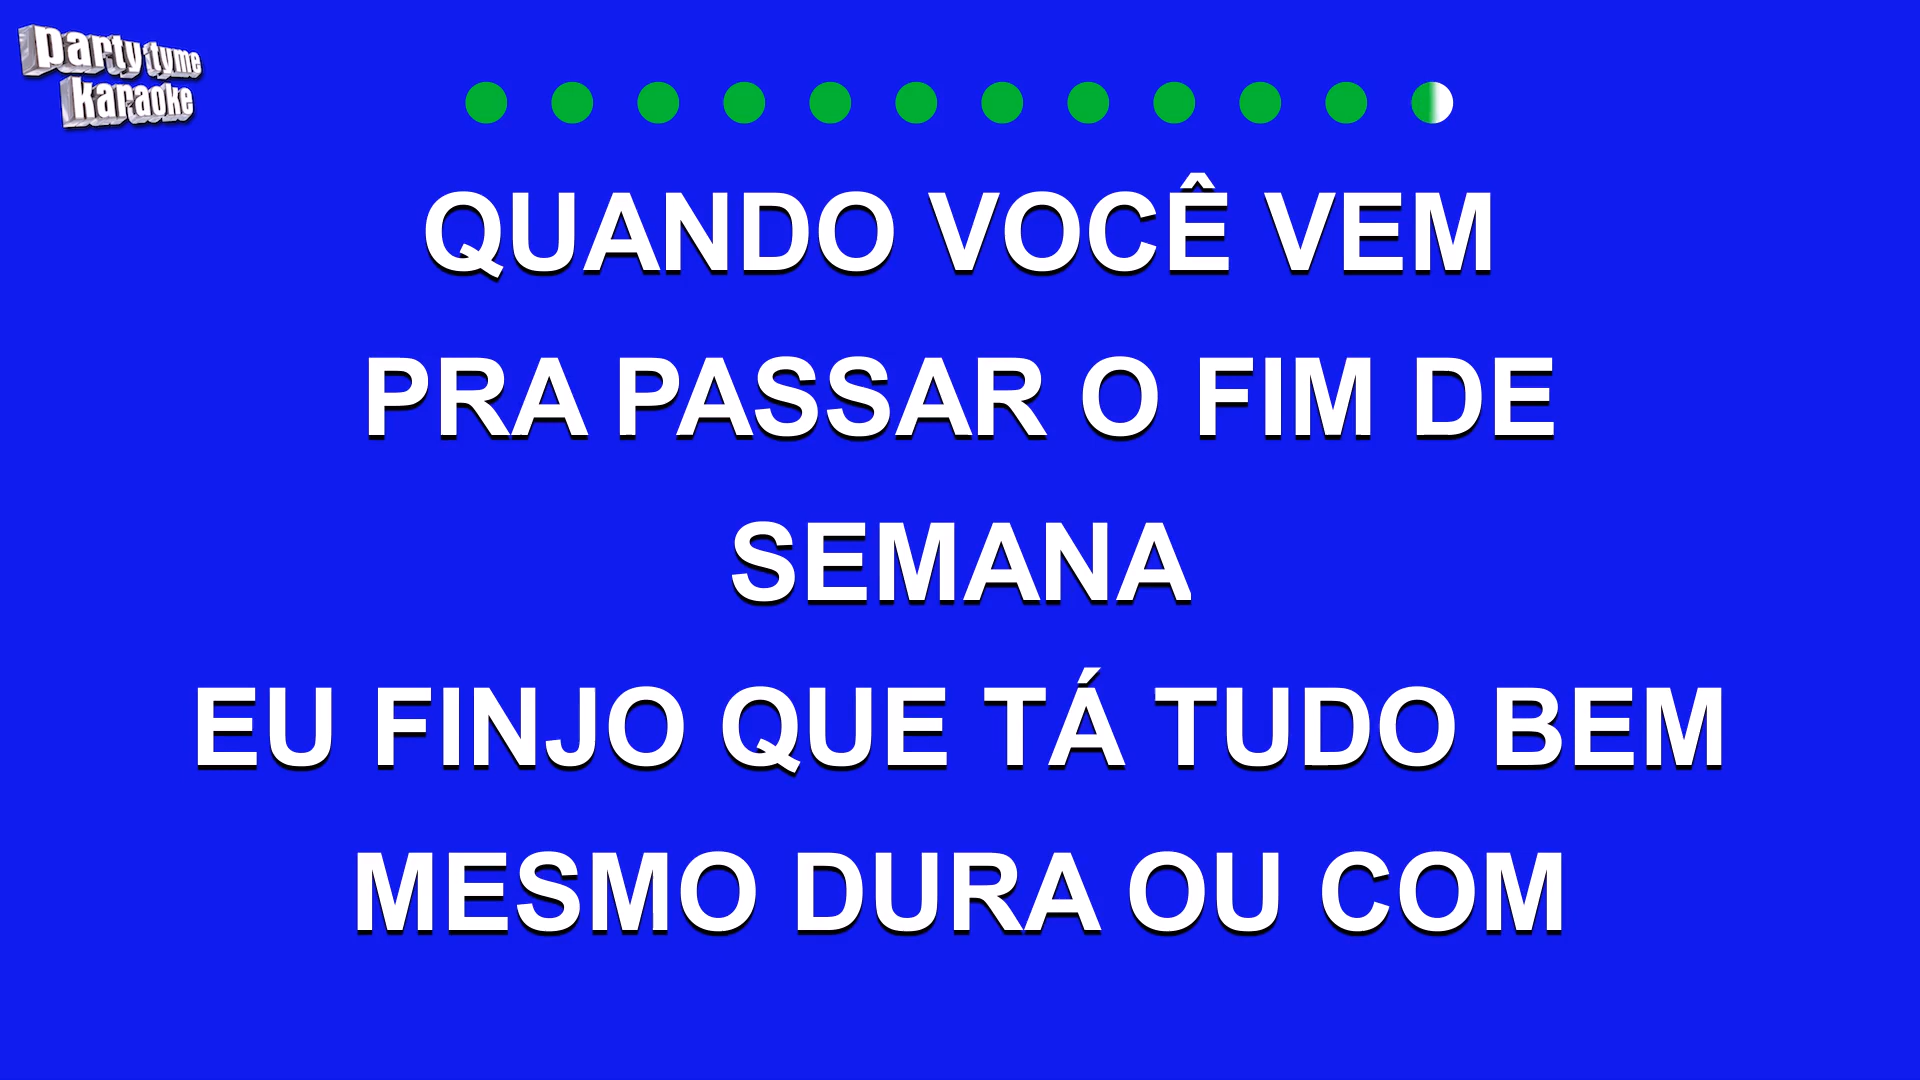 party tyme
karaoke
QUANDO VOCÊ VEM
PRA PASSAR O FIM DE
SEMANA
EU FINJO QUE TÁ TUDO BEM
MESMO DURA OU COM